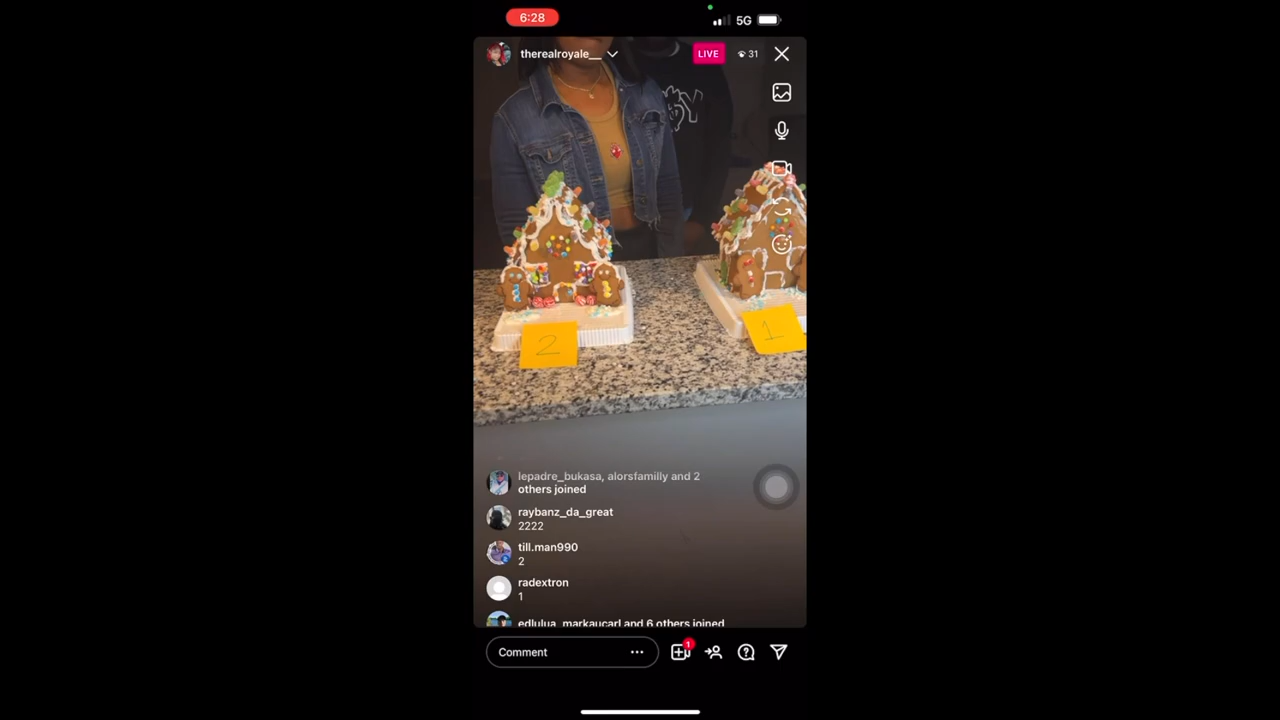 6:28
5G
therealroyale__
LIVE
31
2
1
lepadre_bukasa, alorsfamilly and 2
others joined
raybanz_da_great
2222
till.man990
2
radextron
1
edlulua, markaucarl and 6 others joined
Comment
1